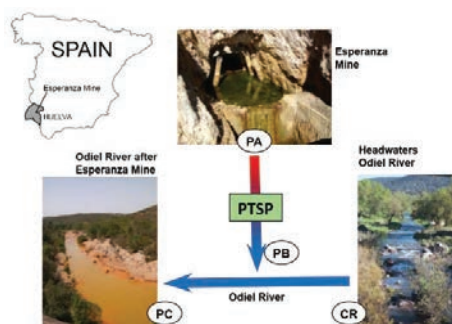 SPAIN
Esperanza Mine
HUELVA
Esperanza
Mine
PA
Odiel River after
Esperanza Mine
Headwaters
Odiel River
PTSP
PB
Odiel River
PC
CR